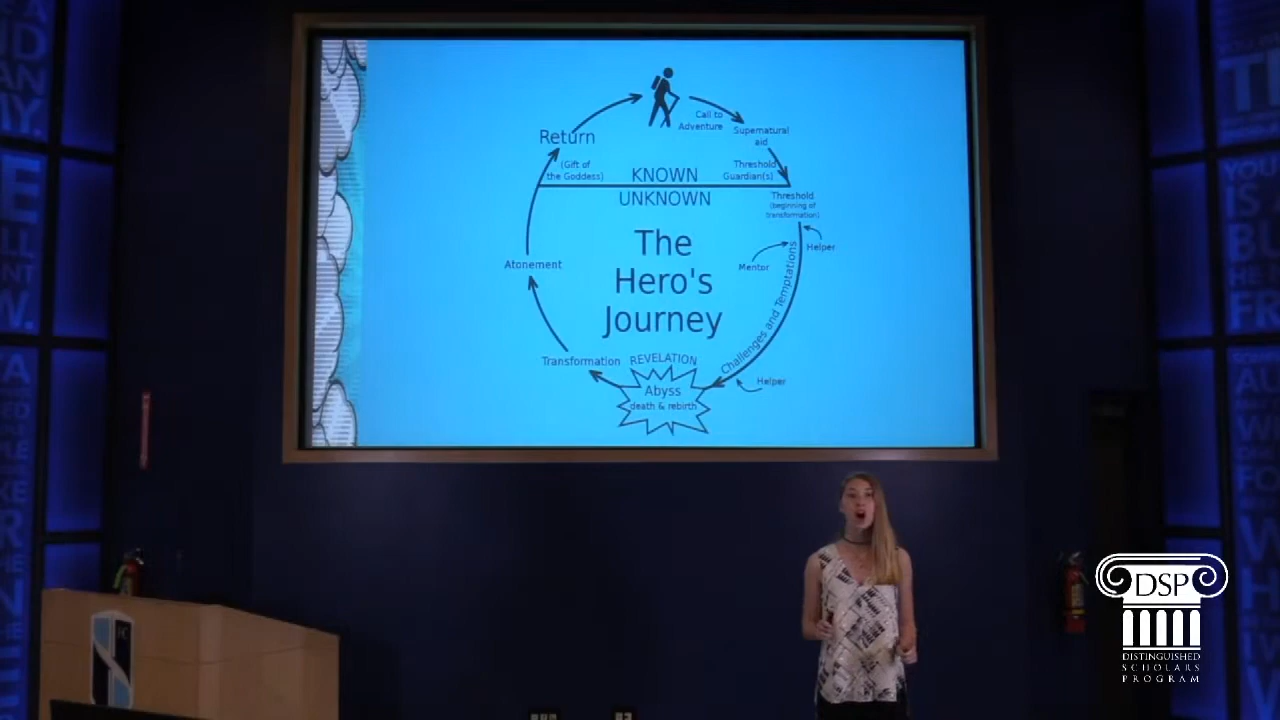 Call to
Adventure
Supernatural
aid
Return
(Gift of
the Goddess)
KNOWN
Threshold
Guardian(s)
UNKNOWN
Threshold
(beginning of
transformation)
The
Hero's
Journey
Helper
Mentor
Challenges and Temptations
Atonement
Transformation
REVELATION
Abyss
death & rebirth
Helper
DSP
DISTINGUISHED
SCHOLARS
PROGRAM